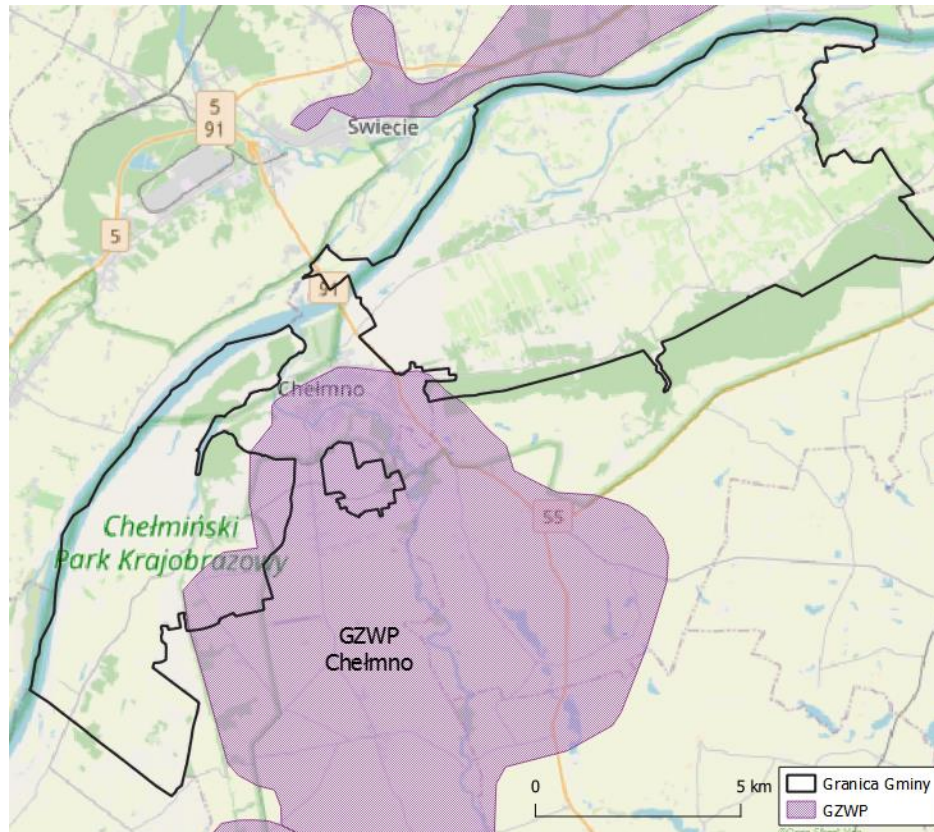 5
91
Świecie
5
91
Chełmno
55
Chełmiński
Park Krajobrazowy
GZWP
Chełmno
0
5 km
Granica Gminy
GZWP